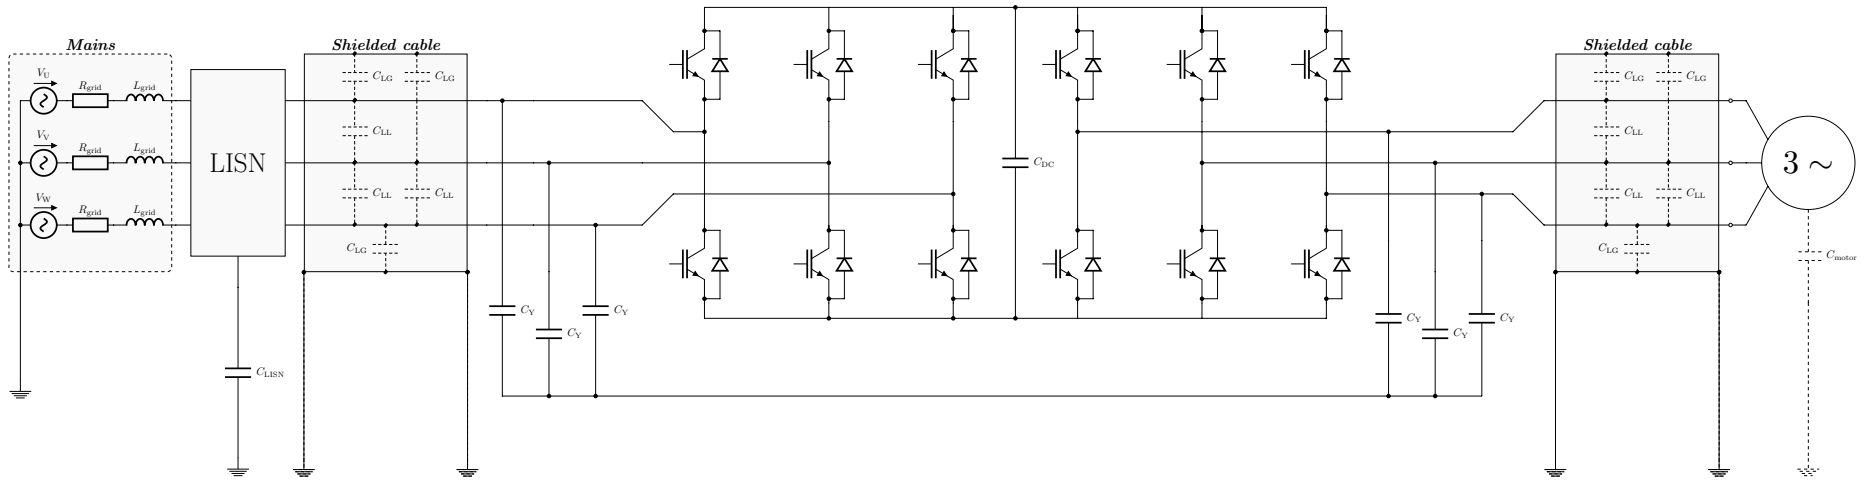 Mains
Shielded cable
Shielded cable
V_U
R_grid
L_grid
C_LG
C_LG
C_LG
C_LG
C_LL
C_LL
V_V
R_grid
L_grid
LISN
C_DC
3 ~
V_W
R_grid
L_grid
C_LL
C_LL
C_LL
C_LL
C_LG
C_LG
C_motor
C_Y
C_Y
C_Y
C_Y
C_Y
C_Y
C_LISN